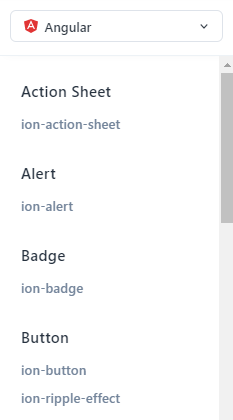 Angular
Action Sheet
ion-action-sheet
Alert
ion-alert
Badge
ion-badge
Button
ion-button
ion-ripple-effect